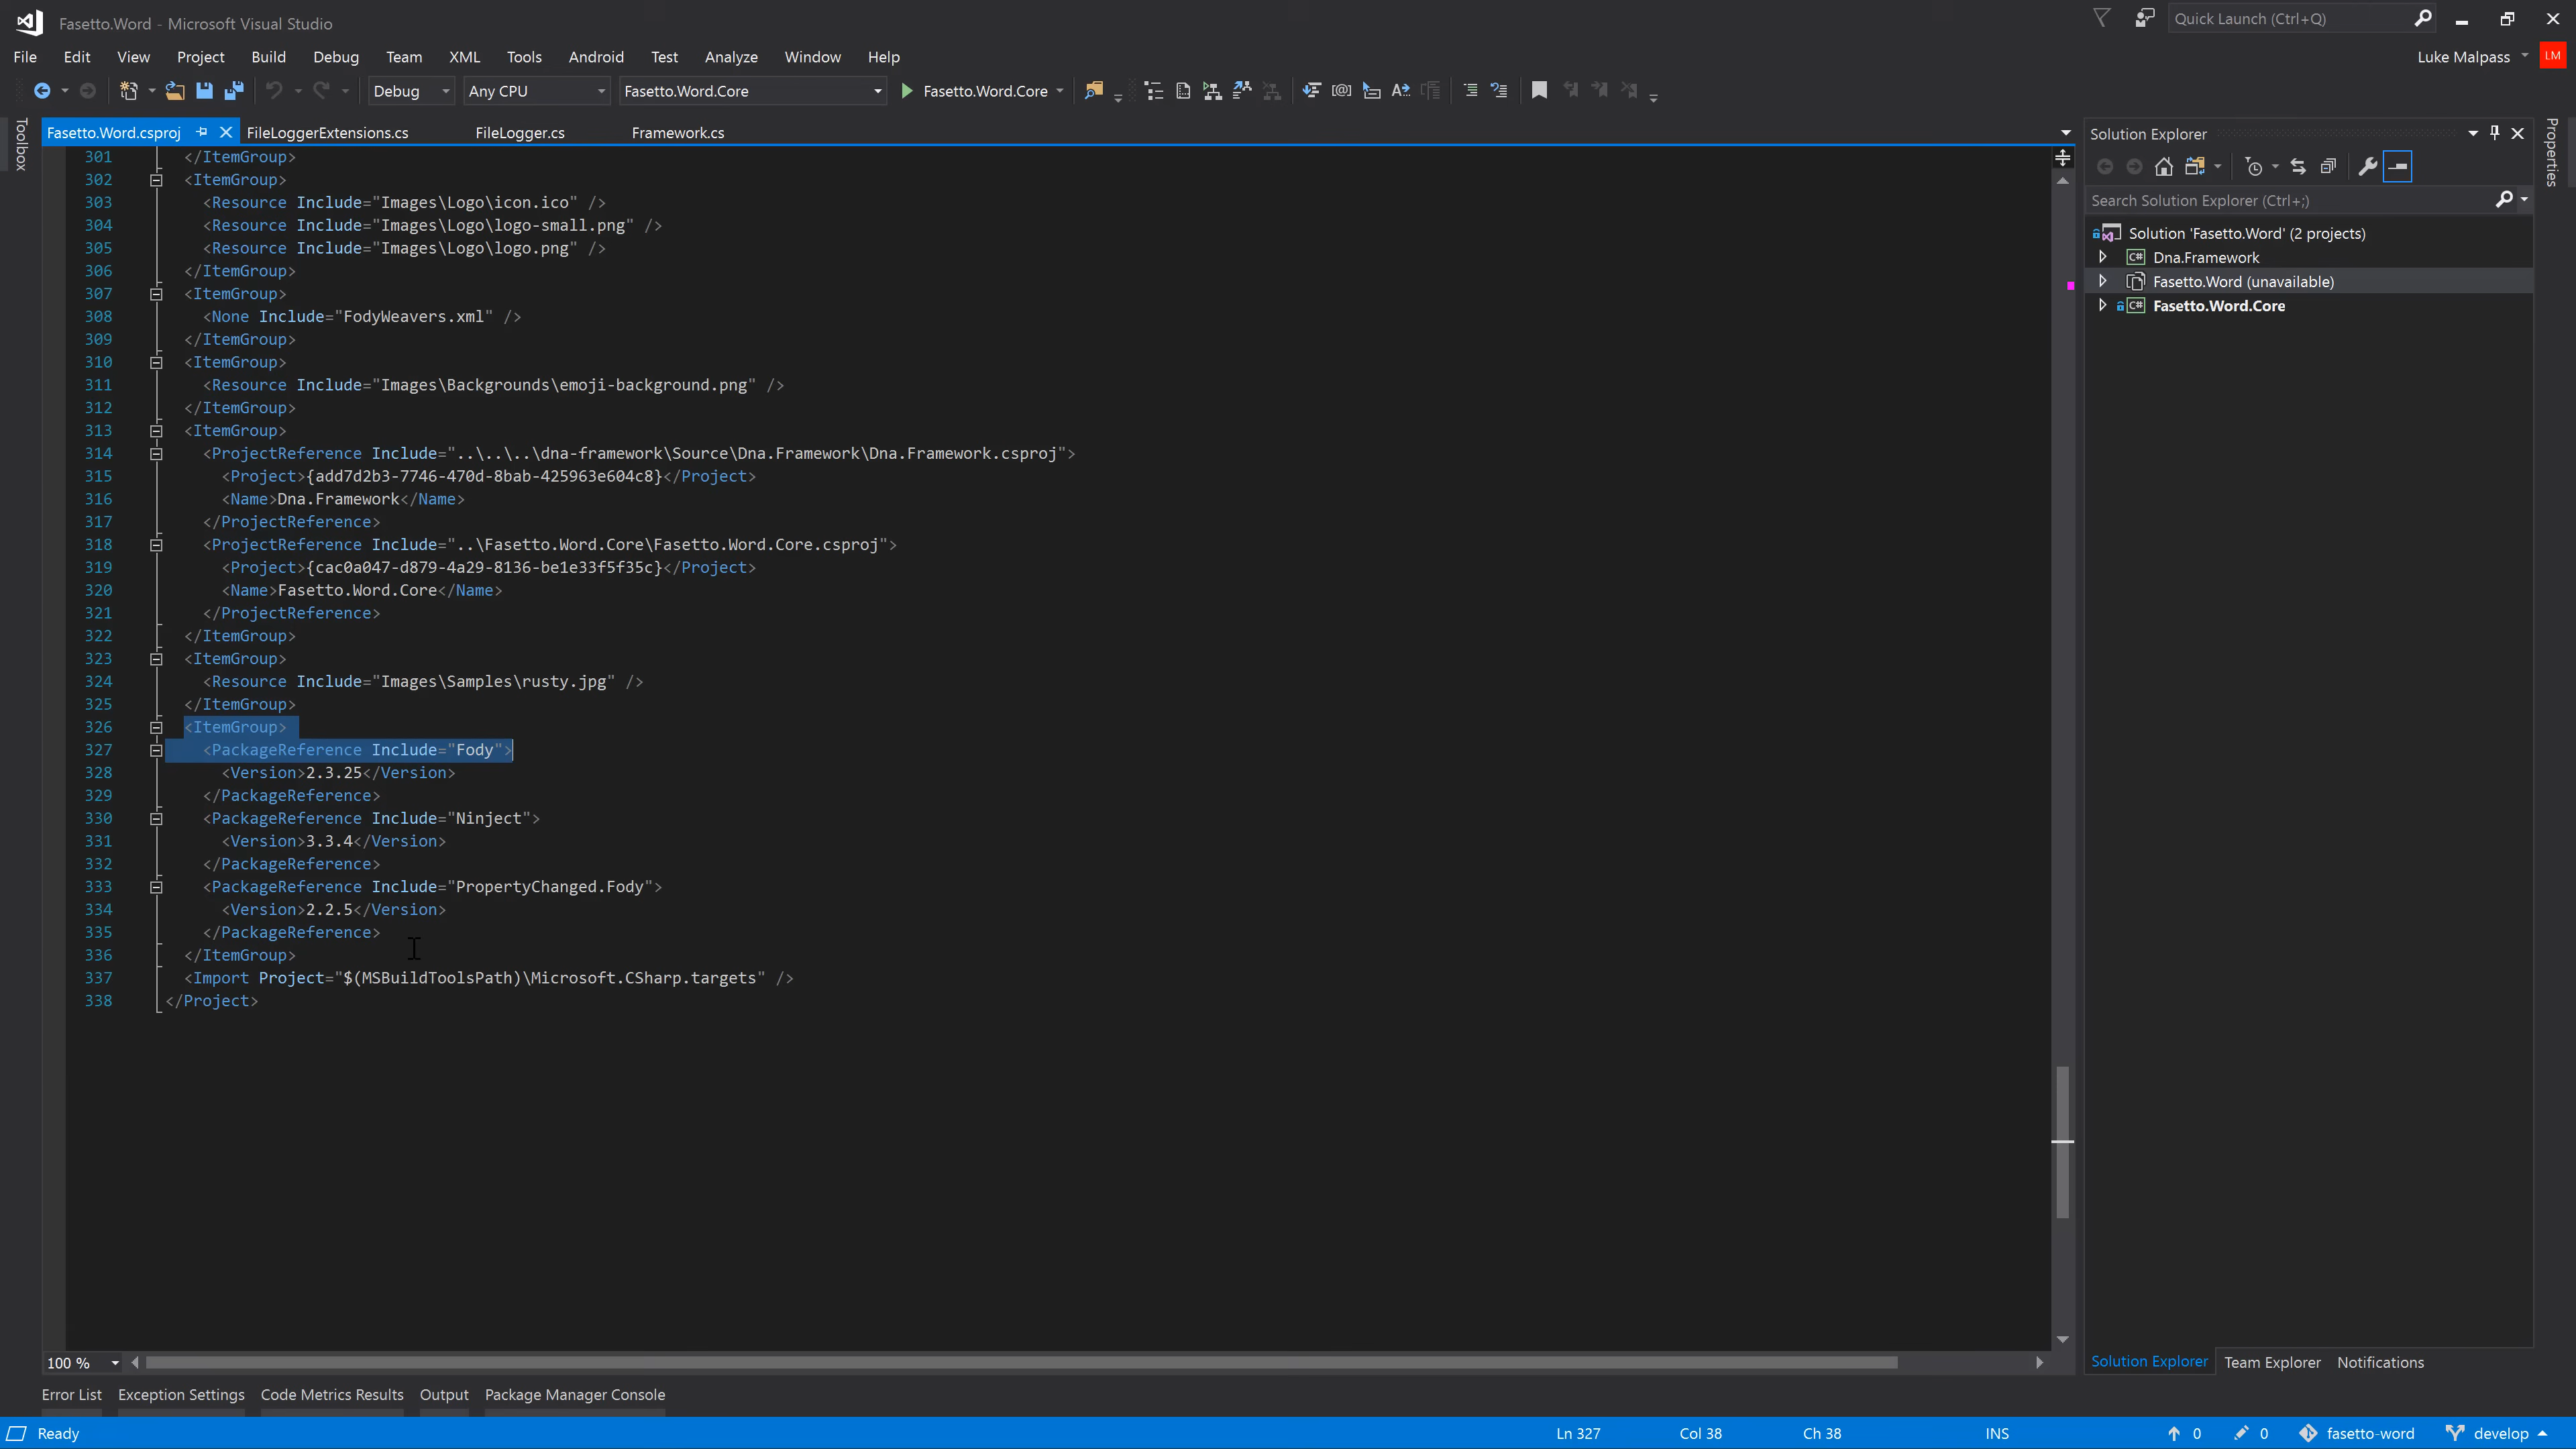 Fasetto.Word - Microsoft Visual Studio
Quick Launch (Ctrl+Q)
File Edit View Project Build Debug Team XML Tools Android Test Analyze Window Help
Luke Malpass LM
Debug Any CPU Fasetto.Word.Core Fasetto.Word.Core
Toolbox
Fasetto.Word.csproj FileLoggerExtensions.cs FileLogger.cs Framework.cs
301 </ItemGroup>
302 <ItemGroup>
303 <Resource Include="Images\Logo\icon.ico" />
304 <Resource Include="Images\Logo\logo-small.png" />
305 <Resource Include="Images\Logo\logo.png" />
306 </ItemGroup>
307 <ItemGroup>
308 <None Include="FodyWeavers.xml" />
309 </ItemGroup>
310 <ItemGroup>
311 <Resource Include="Images\Backgrounds\emoji-background.png" />
312 </ItemGroup>
313 <ItemGroup>
314 <ProjectReference Include="..\..\..\dna-framework\Source\Dna.Framework\Dna.Framework.csproj">
315 <Project>{add7d2b3-7746-470d-8bab-425963e604c8}</Project>
316 <Name>Dna.Framework</Name>
317 </ProjectReference>
318 <ProjectReference Include="..\Fasetto.Word.Core\Fasetto.Word.Core.csproj">
319 <Project>{cac0a047-d879-4a29-8136-be1e33f5f35c}</Project>
320 <Name>Fasetto.Word.Core</Name>
321 </ProjectReference>
322 </ItemGroup>
323 <ItemGroup>
324 <Resource Include="Images\Samples\rusty.jpg" />
325 </ItemGroup>
326 <ItemGroup>
327 <PackageReference Include="Fody">
328 <Version>2.3.25</Version>
329 </PackageReference>
330 <PackageReference Include="Ninject">
331 <Version>3.3.4</Version>
332 </PackageReference>
333 <PackageReference Include="PropertyChanged.Fody">
334 <Version>2.2.5</Version>
335 </PackageReference>
336 </ItemGroup>
337 <Import Project="$(MSBuildToolsPath)\Microsoft.CSharp.targets" />
338 </Project>
100 %
Solution Explorer
Search Solution Explorer (Ctrl+;)
Solution 'Fasetto.Word' (2 projects)
C# Dna.Framework
Fasetto.Word (unavailable)
C# Fasetto.Word.Core
Properties
Solution Explorer Team Explorer Notifications
Error List Exception Settings Code Metrics Results Output Package Manager Console
Ready Ln 327 Col 38 Ch 38 INS 0 0 fasetto-word develop